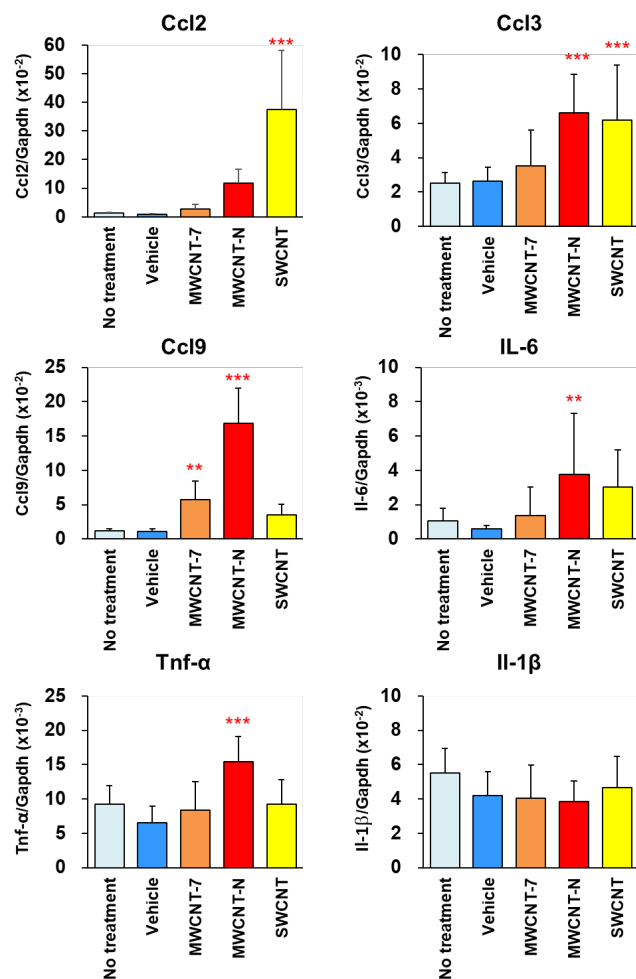 Ccl2
Ccl2/Gapdh (x10-2)
60
50
40
30
20
10
0
***
No treatment
Vehicle
MWCNT-7
MWCNT-N
SWCNT
Ccl3
Ccl3/Gapdh (x10-2)
10
8
6
4
2
0
***
***
No treatment
Vehicle
MWCNT-7
MWCNT-N
SWCNT
Ccl9
Ccl9/Gapdh (x10-2)
25
20
15
10
5
0
**
***
No treatment
Vehicle
MWCNT-7
MWCNT-N
SWCNT
IL-6
Il-6/Gapdh (x10-3)
10
8
6
4
2
0
**
No treatment
Vehicle
MWCNT-7
MWCNT-N
SWCNT
Tnf-α
Tnf-α/Gapdh (x10-3)
25
20
15
10
5
0
***
No treatment
Vehicle
MWCNT-7
MWCNT-N
SWCNT
Il-1β
Il-1β/Gapdh (x10-2)
10
8
6
4
2
0
No treatment
Vehicle
MWCNT-7
MWCNT-N
SWCNT